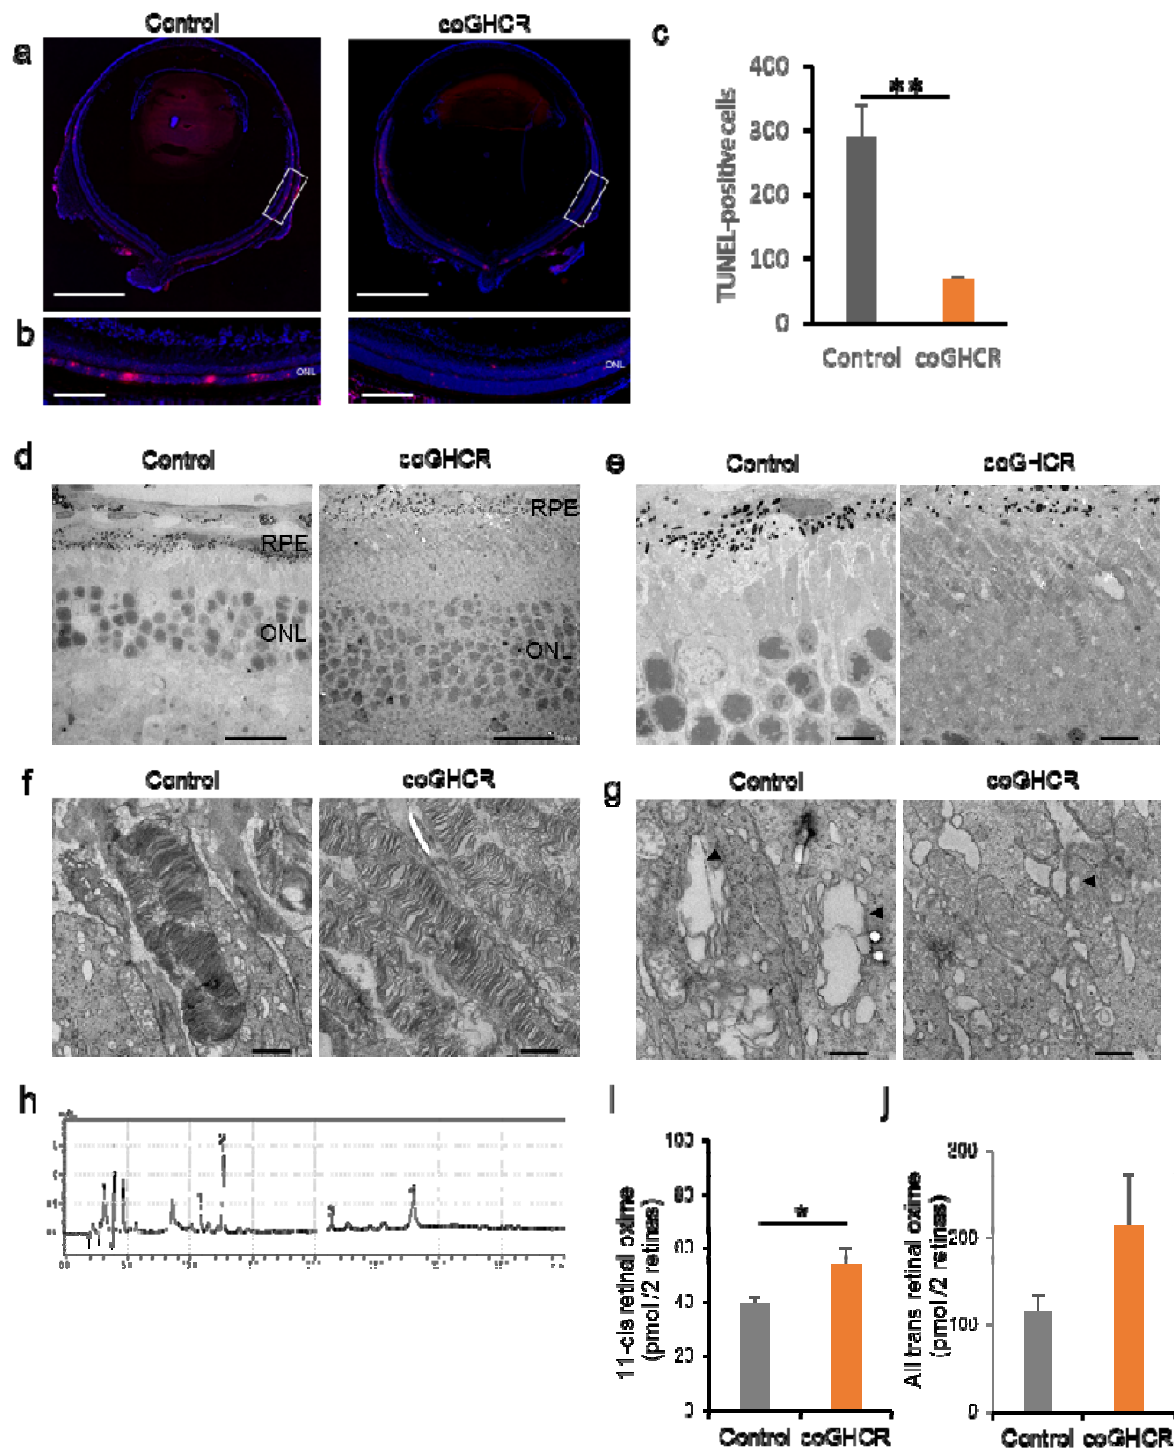 Control
coGHCR
a
b
ONL
ONL
c
TUNEL-positive cells
400
300
200
100
0
**
Control
coGHCR
d
Control
coGHCR
RPE
ONL
RPE
ONL
e
Control
coGHCR
f
Control
coGHCR
g
Control
coGHCR
h
I
11-cis retinal oxime
(pmol/2 retinas)
100
80
60
40
20
0
*
Control
coGHCR
J
All trans retinal oxime
(pmol/2 retinas)
300
200
100
0
Control
coGHCR